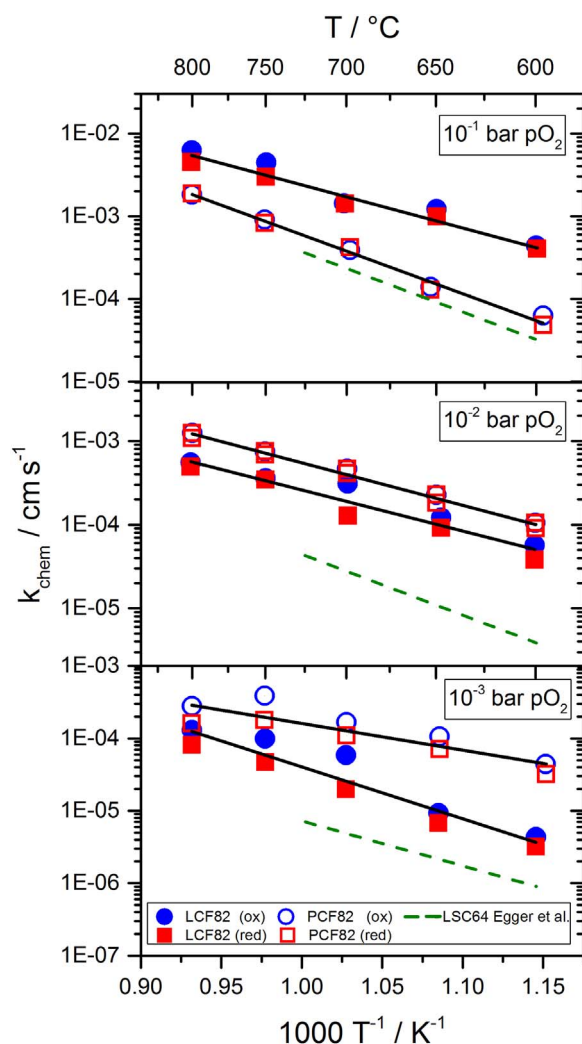 T / °C
800 750 700 650 600
10⁻¹ bar pO₂
1E-02
1E-03
1E-04
1E-05
10⁻² bar pO₂
1E-03
1E-04
1E-05
k_chem / cm s⁻¹
1E-03
10⁻³ bar pO₂
1E-04
1E-05
1E-06
LCF82 (ox) PCF82 (ox) LSC64 Egger et al.
LCF82 (red) PCF82 (red)
1E-07
0.90 0.95 1.00 1.05 1.10 1.15
1000 T⁻¹ / K⁻¹